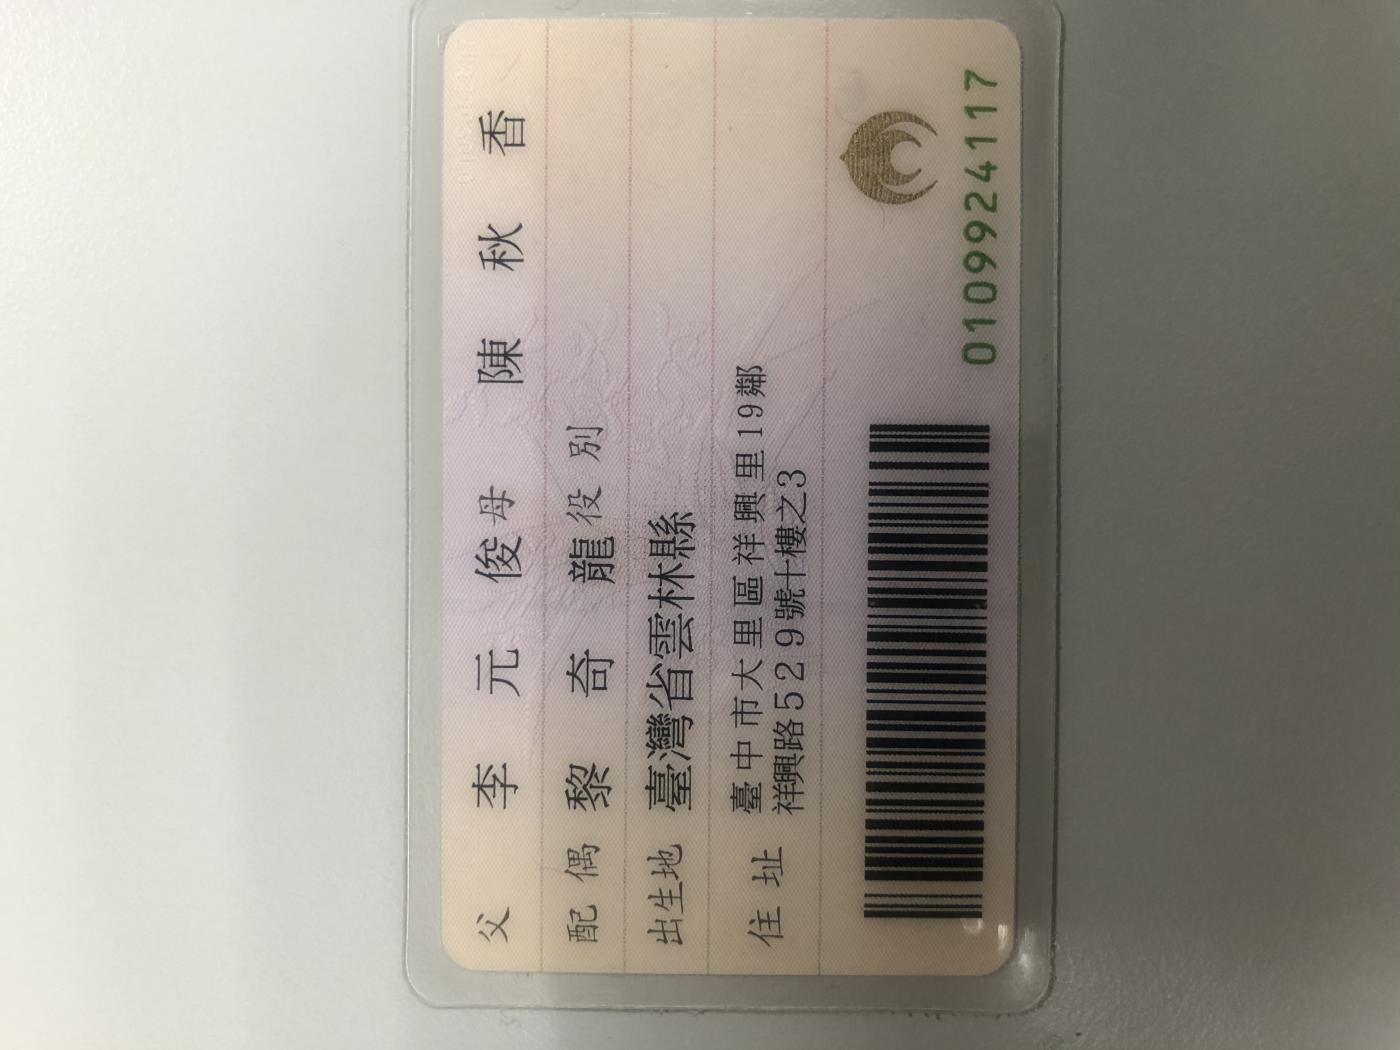 父 李元俊 母 陳秋香
配偶 黎奇龍 役別
出生地 臺灣省雲林縣
住址 臺中市大里區祥興里19鄰
祥興路529號十樓之3
0109924117